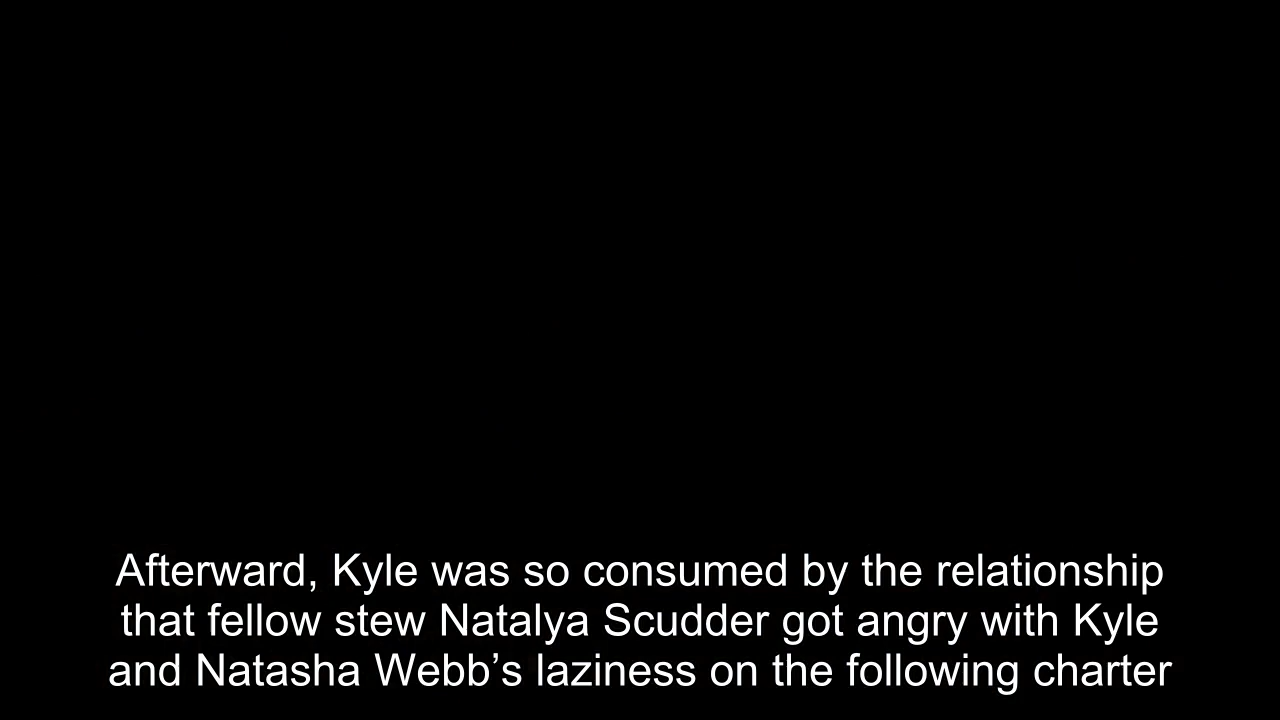 Afterward, Kyle was so consumed by the relationship
that fellow stew Natalya Scudder got angry with Kyle
and Natasha Webb’s laziness on the following charter